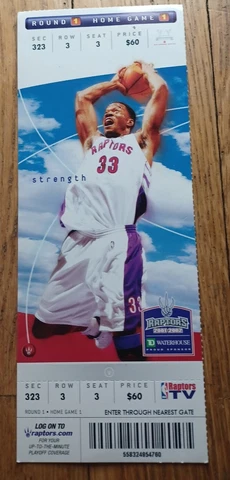 ROUND 1 HOME GAME 1
SEC ROW SEAT PRICE
323 3 3 $60
RAPTORS
33
strength
33
RAPTORS
2001-2002
TD WATERHOUSE
SEC ROW SEAT PRICE
323 3 3 $60
Raptors
TV
ROUND 1 · HOME GAME 1
ENTER THROUGH NEAREST GATE
LOG ON TO
raptors.com
FOR YOUR
UP-TO-THE-MINUTE
PLAYOFF COVERAGE
558324854780